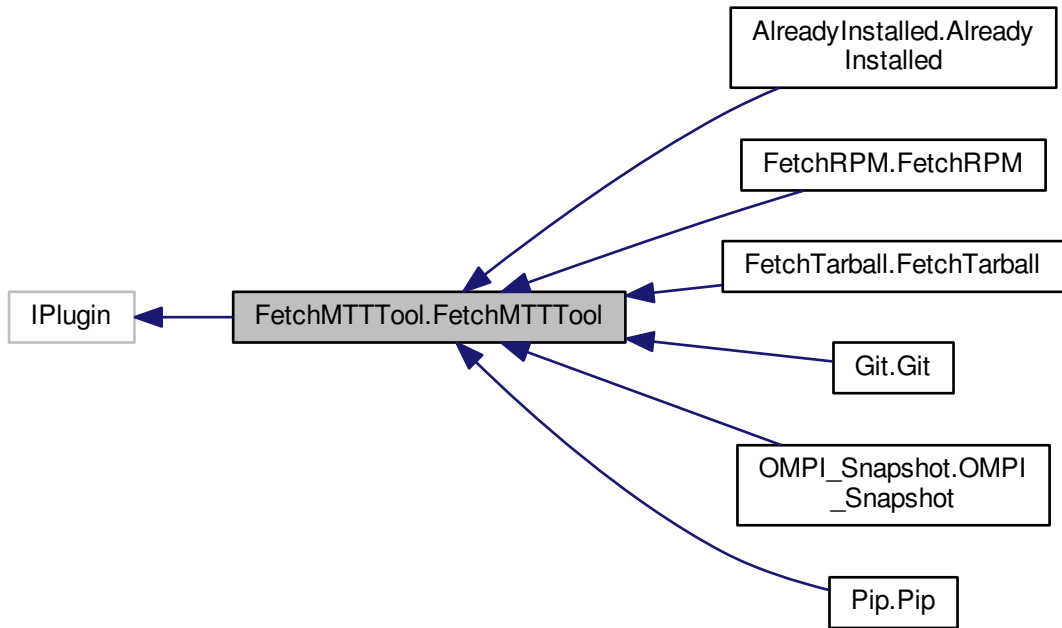 AlreadyInstalled.Already
Installed
FetchRPM.FetchRPM
FetchTarball.FetchTarball
IPlugin
FetchMTTTool.FetchMTTTool
Git.Git
OMPI_Snapshot.OMPI
_Snapshot
Pip.Pip